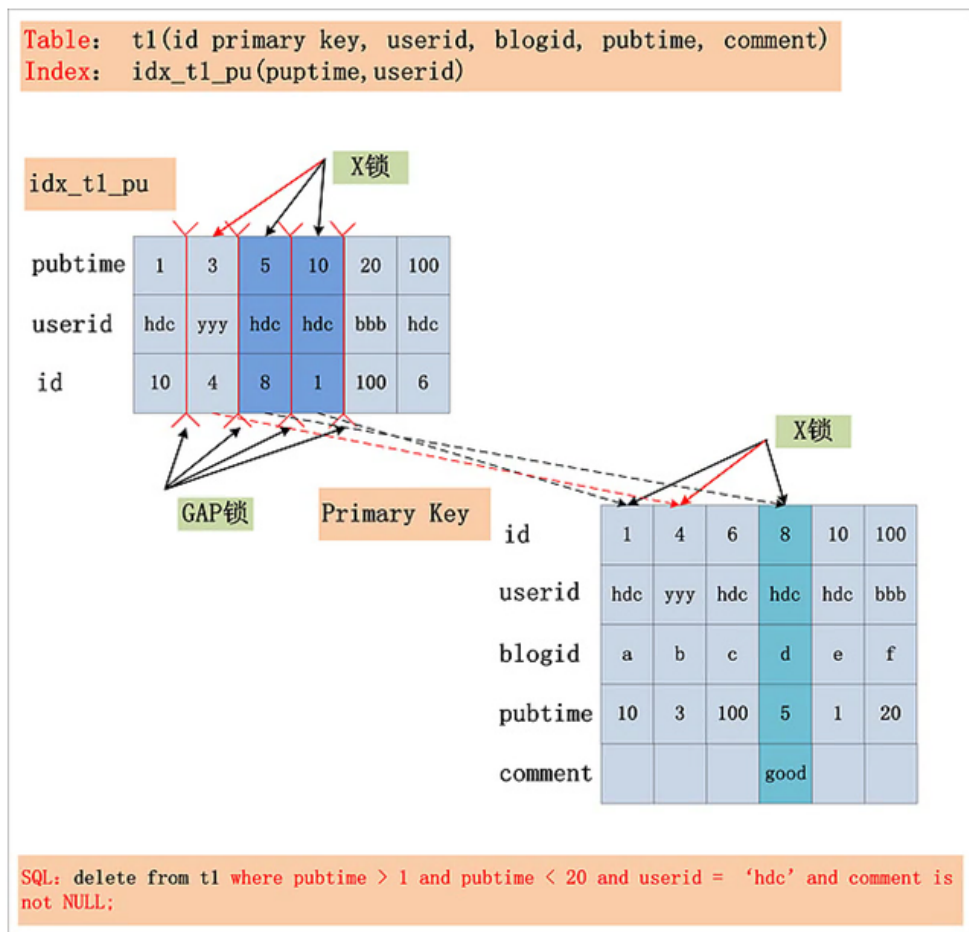 Table: t1(id primary key, userid, blogid, pubtime, comment)
Index: idx_t1_pu(puptime,userid)
X锁
idx_t1_pu
pubtime 1 3 5 10 20 100
userid hdc yyy hdc hdc bbb hdc
id 10 4 8 1 100 6
X锁
GAP锁
Primary Key
id 1 4 6 8 10 100
userid hdc yyy hdc hdc hdc bbb
blogid a b c d e f
pubtime 10 3 100 5 1 20
comment good
SQL: delete from t1 where pubtime > 1 and pubtime < 20 and userid = ‘hdc’ and comment is
not NULL;